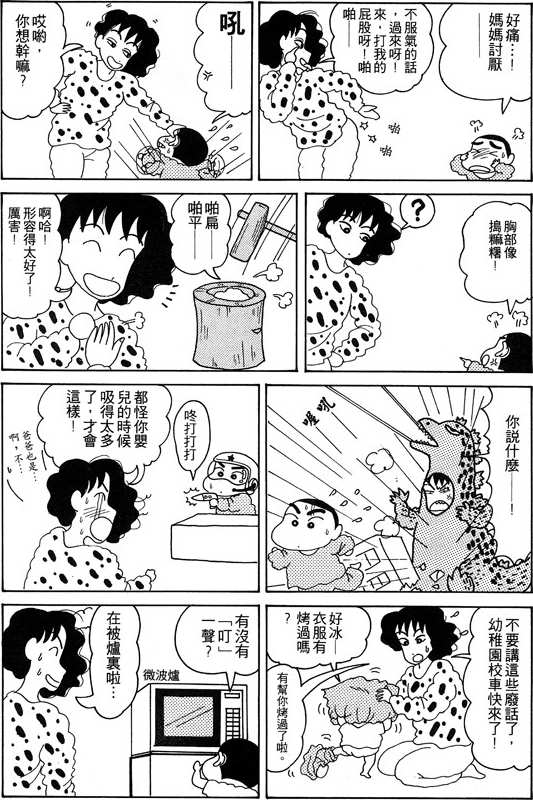 好痛…！
媽媽討厭
不服氣的話
，過來呀！
來，打我的
屁股呀！啪
啪——
吼——
哎喲，
你想幹嘛？
胸部像
搗麻糬！
？
啪扁——
啪平——
啊哈！
形容得太好了！
厲害！
你說什麼——！
吼——
喔
咚打打打
都怪你嬰
兒的時候
吸得太多
了，才會
這樣！
爸爸也是…
啊，不…
不要講這些廢話了，
幼稚園校車快來了！
好冰—
衣服有
烤過嗎
？
有幫你烤過了啦。
有沒有
「叮」
一聲？
微波爐
在被爐裏啦…